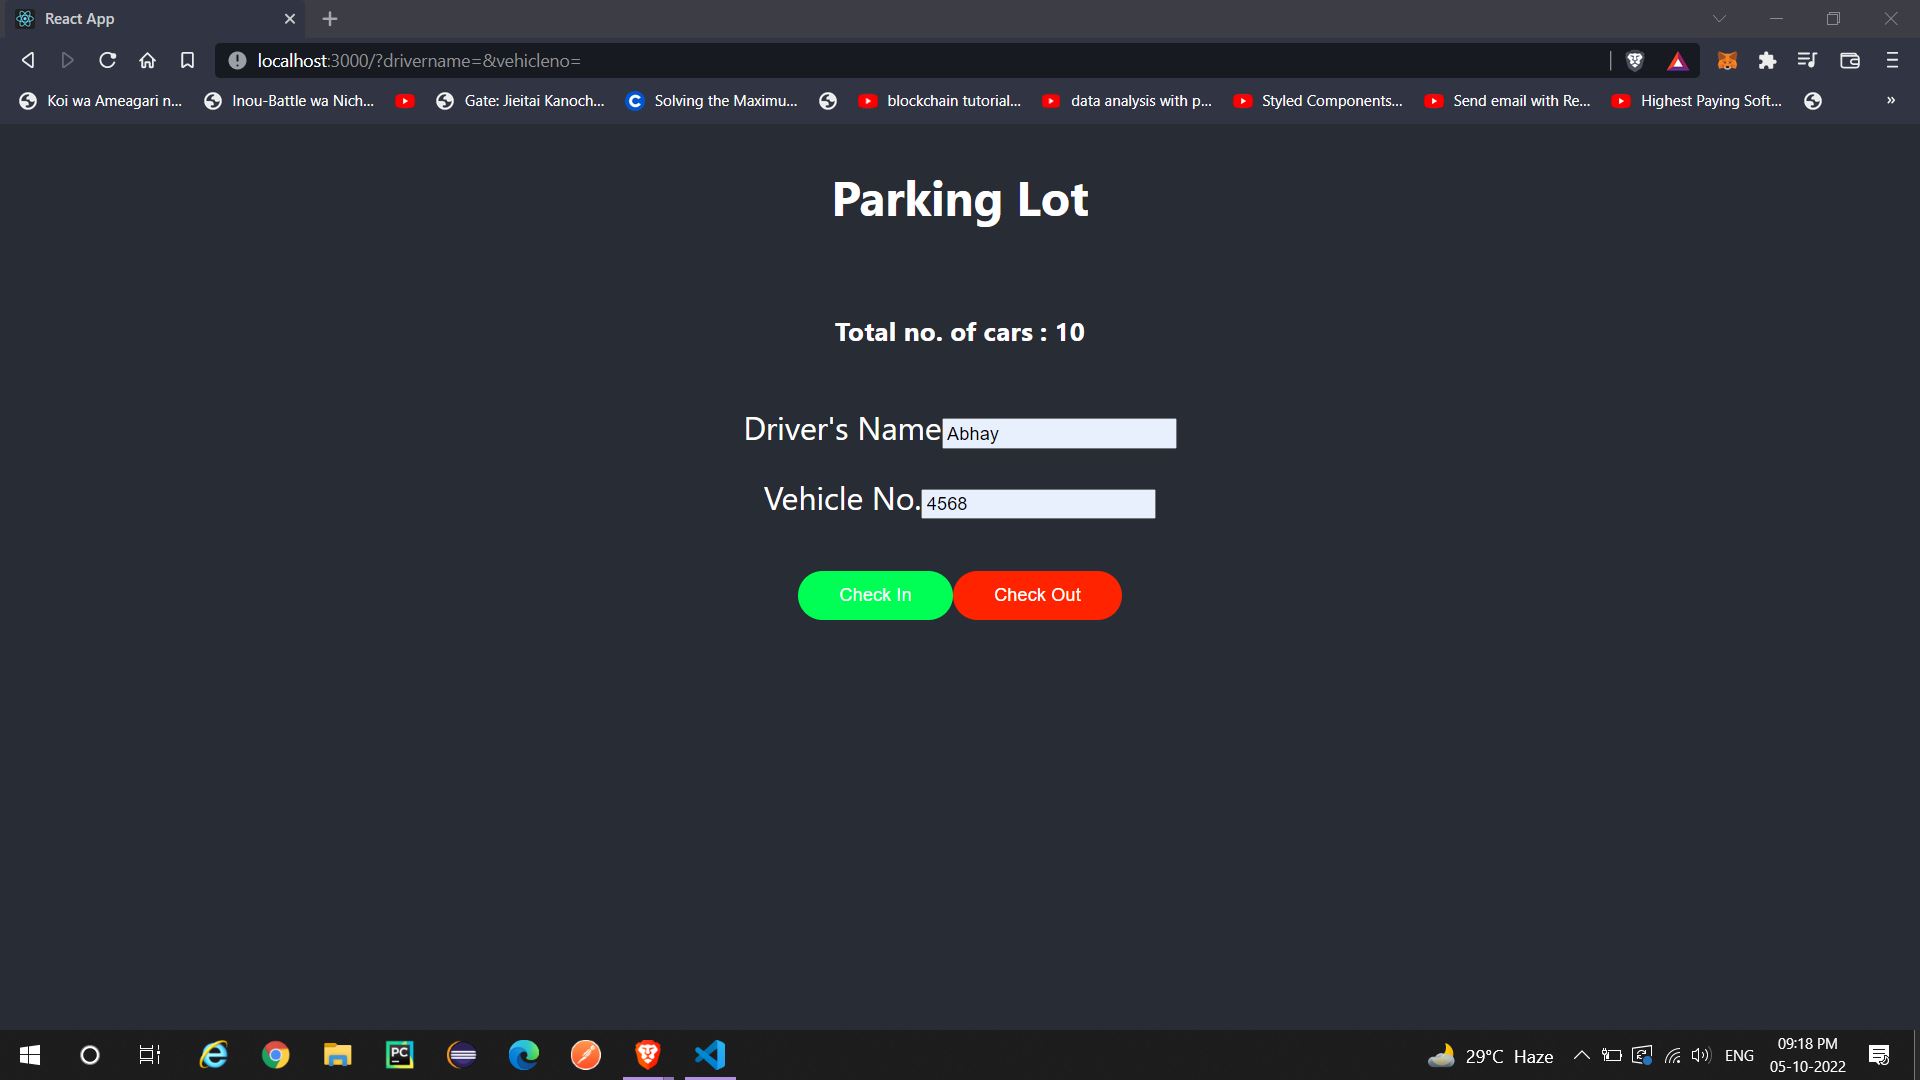 React App
localhost:3000/?drivername=&vehicleno=
Koi wa Ameagari n... Inou-Battle wa Nich... Gate: Jieitai Kanoch... Solving the Maximu... blockchain tutorial... data analysis with p... Styled Components... Send email with Re... Highest Paying Soft... »
Parking Lot
Total no. of cars : 10
Driver's Name Abhay
Vehicle No. 4568
Check In Check Out
PC
29°C Haze ENG 09:18 PM
05-10-2022